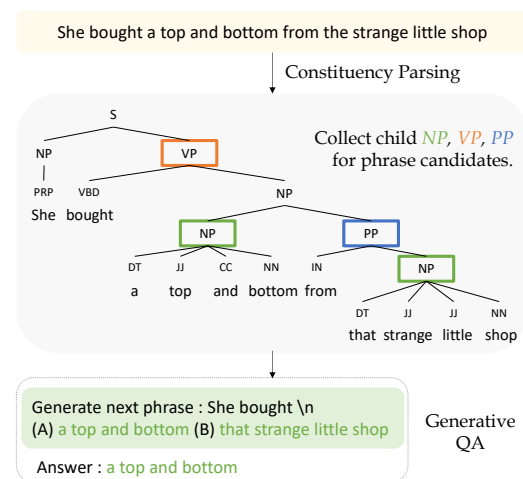 She bought a top and bottom from the strange little shop
Constituency Parsing
S
Collect child NP, VP, PP
for phrase candidates.
NP VP
PRP VBD NP
She bought
NP PP
DT JJ CC NN IN NP
a top and bottom from
DT JJ JJ NN
that strange little shop
Generate next phrase : She bought \n
(A) a top and bottom (B) that strange little shop
Answer : a top and bottom
Generative
QA